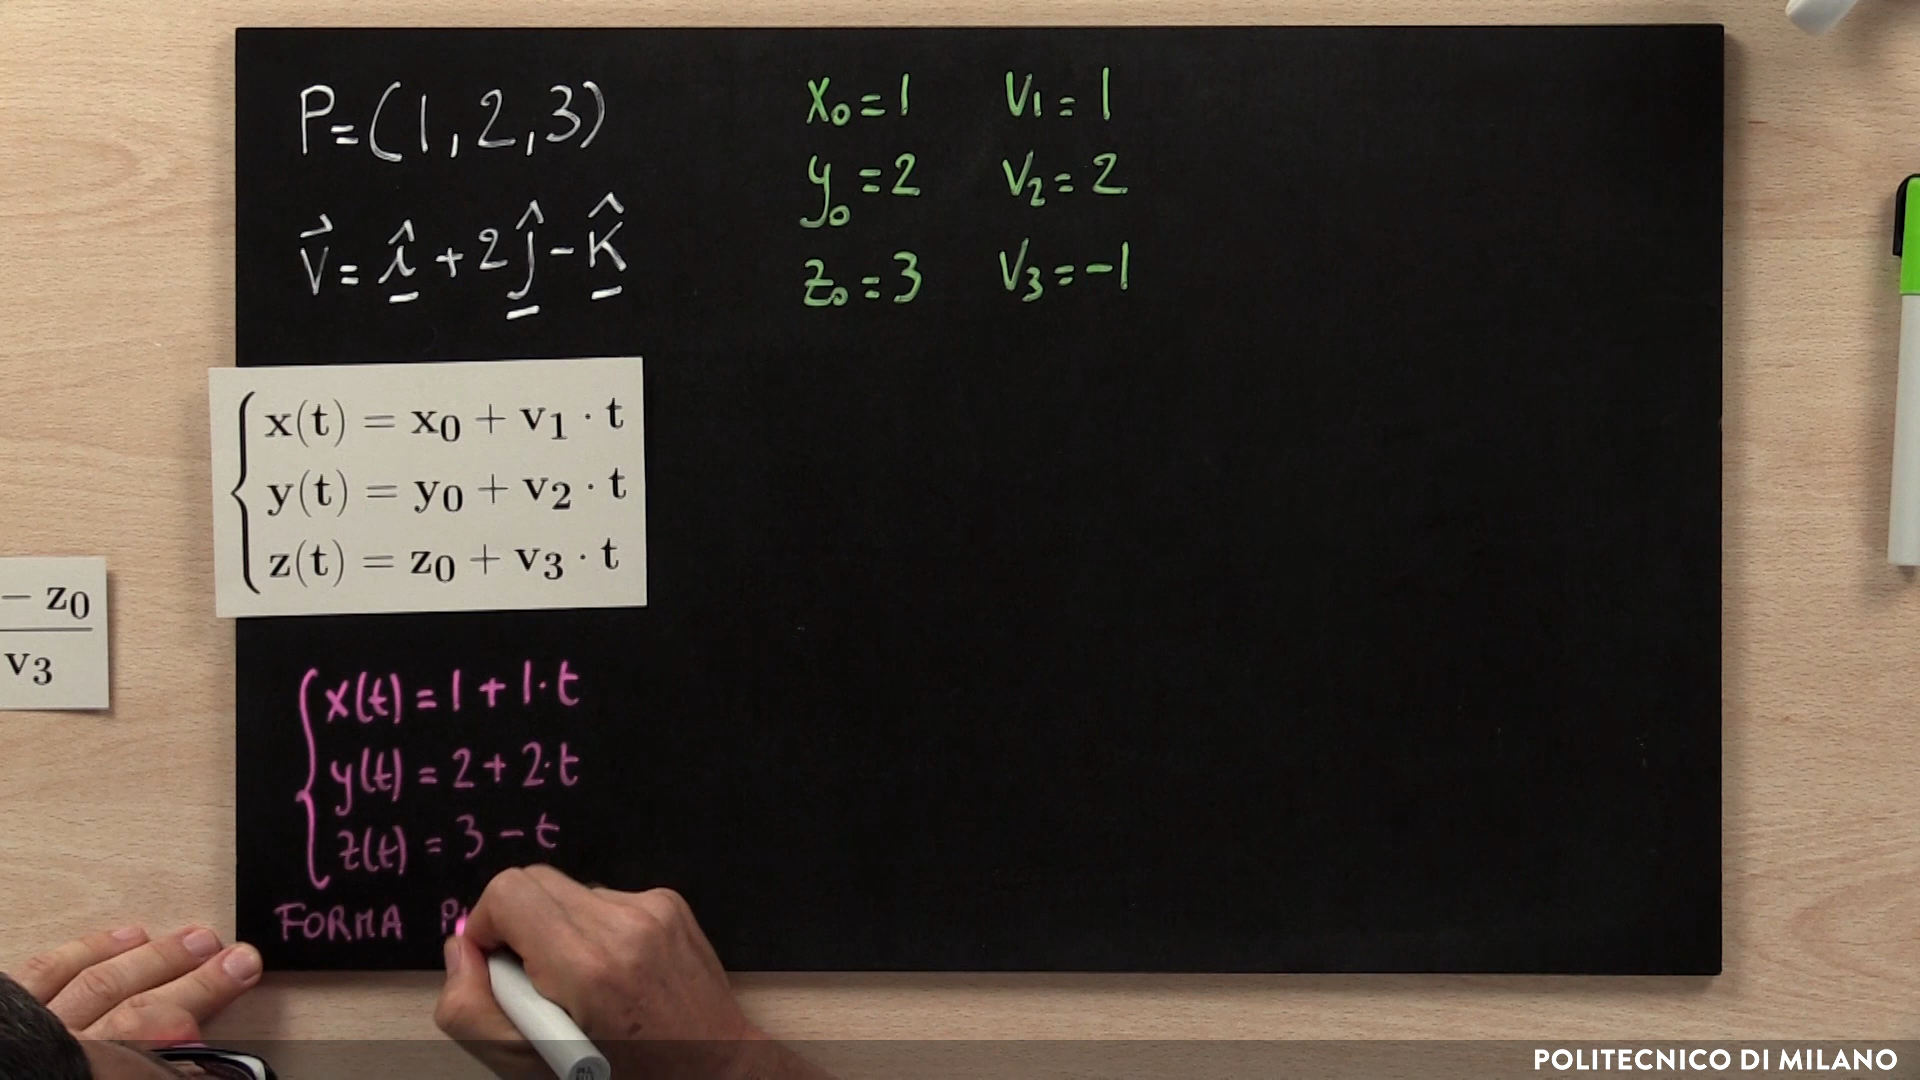 P=(1,2,3)
v⃗= î + 2ĵ - k̂
x₀=1 v₁=1
y₀=2 v₂=2
z₀=3 v₃=-1
x(t) = x₀ + v₁ · t
y(t) = y₀ + v₂ · t
z(t) = z₀ + v₃ · t
− z₀
v₃
x(t) = 1 + 1·t
y(t) = 2 + 2·t
z(t) = 3 - t
FORMA
POLITECNICO DI MILANO